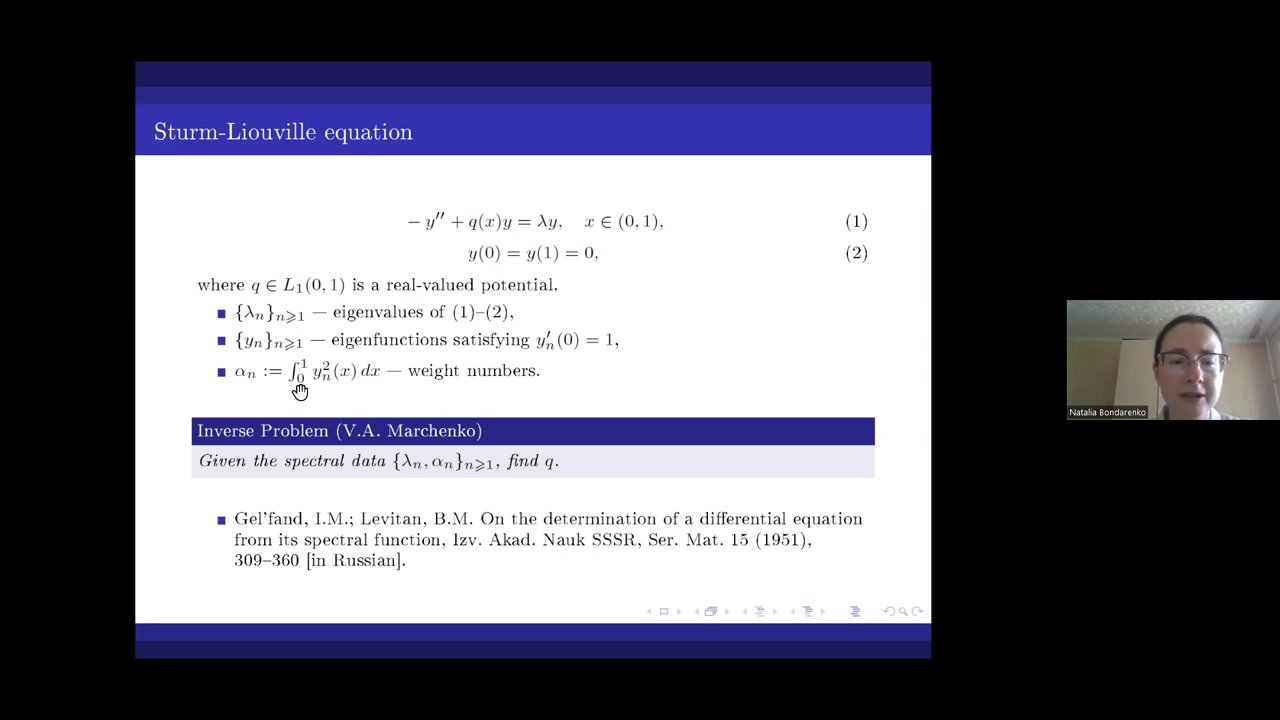 Sturm-Liouville equation
− y′′ + q(x)y = λy, x ∈ (0, 1), (1)
y(0) = y(1) = 0, (2)
where q ∈ L₁(0, 1) is a real-valued potential.
{λₙ}ₙ⩾₁ — eigenvalues of (1)–(2),
{yₙ}ₙ⩾₁ — eigenfunctions satisfying y′ₙ(0) = 1,
αₙ := ∫₀¹ yₙ²(x) dx — weight numbers.
Inverse Problem (V.A. Marchenko)
Given the spectral data {λₙ, αₙ}ₙ⩾₁, find q.
Gel'fand, I.M.; Levitan, B.M. On the determination of a differential equation
from its spectral function, Izv. Akad. Nauk SSSR, Ser. Mat. 15 (1951),
309–360 [in Russian].
Natalia Bondarenko